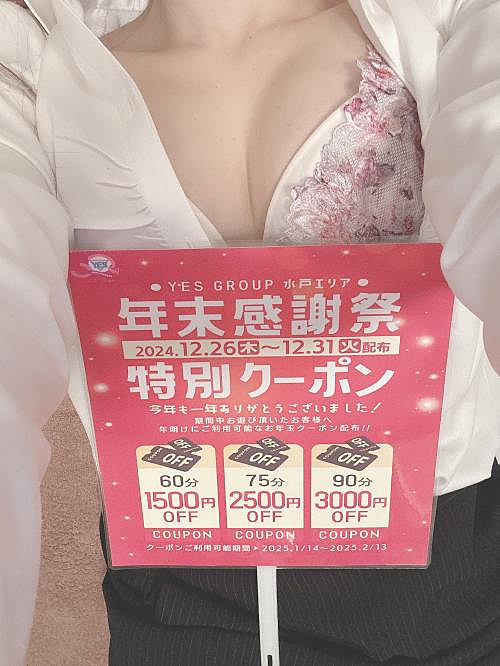 YES
• YES GROUP 水戸エリア •
年末感謝祭
2024.12.26木〜12.31火配布
特別クーポン
今年も一年ありがとうございました!
期間中お遊び頂いたお客様へ
年明けにご利用可能なお年玉クーポン配布!!
OFF OFF OFF
60分 75分 90分
1500円 2500円 3000円
OFF OFF OFF
COUPON COUPON COUPON
クーポンご利用可能期間▶2025.1/14〜2025.2/13